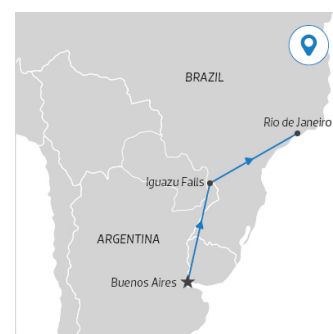 BRAZIL
Rio de Janeiro
Iguazu Falls
ARGENTINA
Buenos Aires